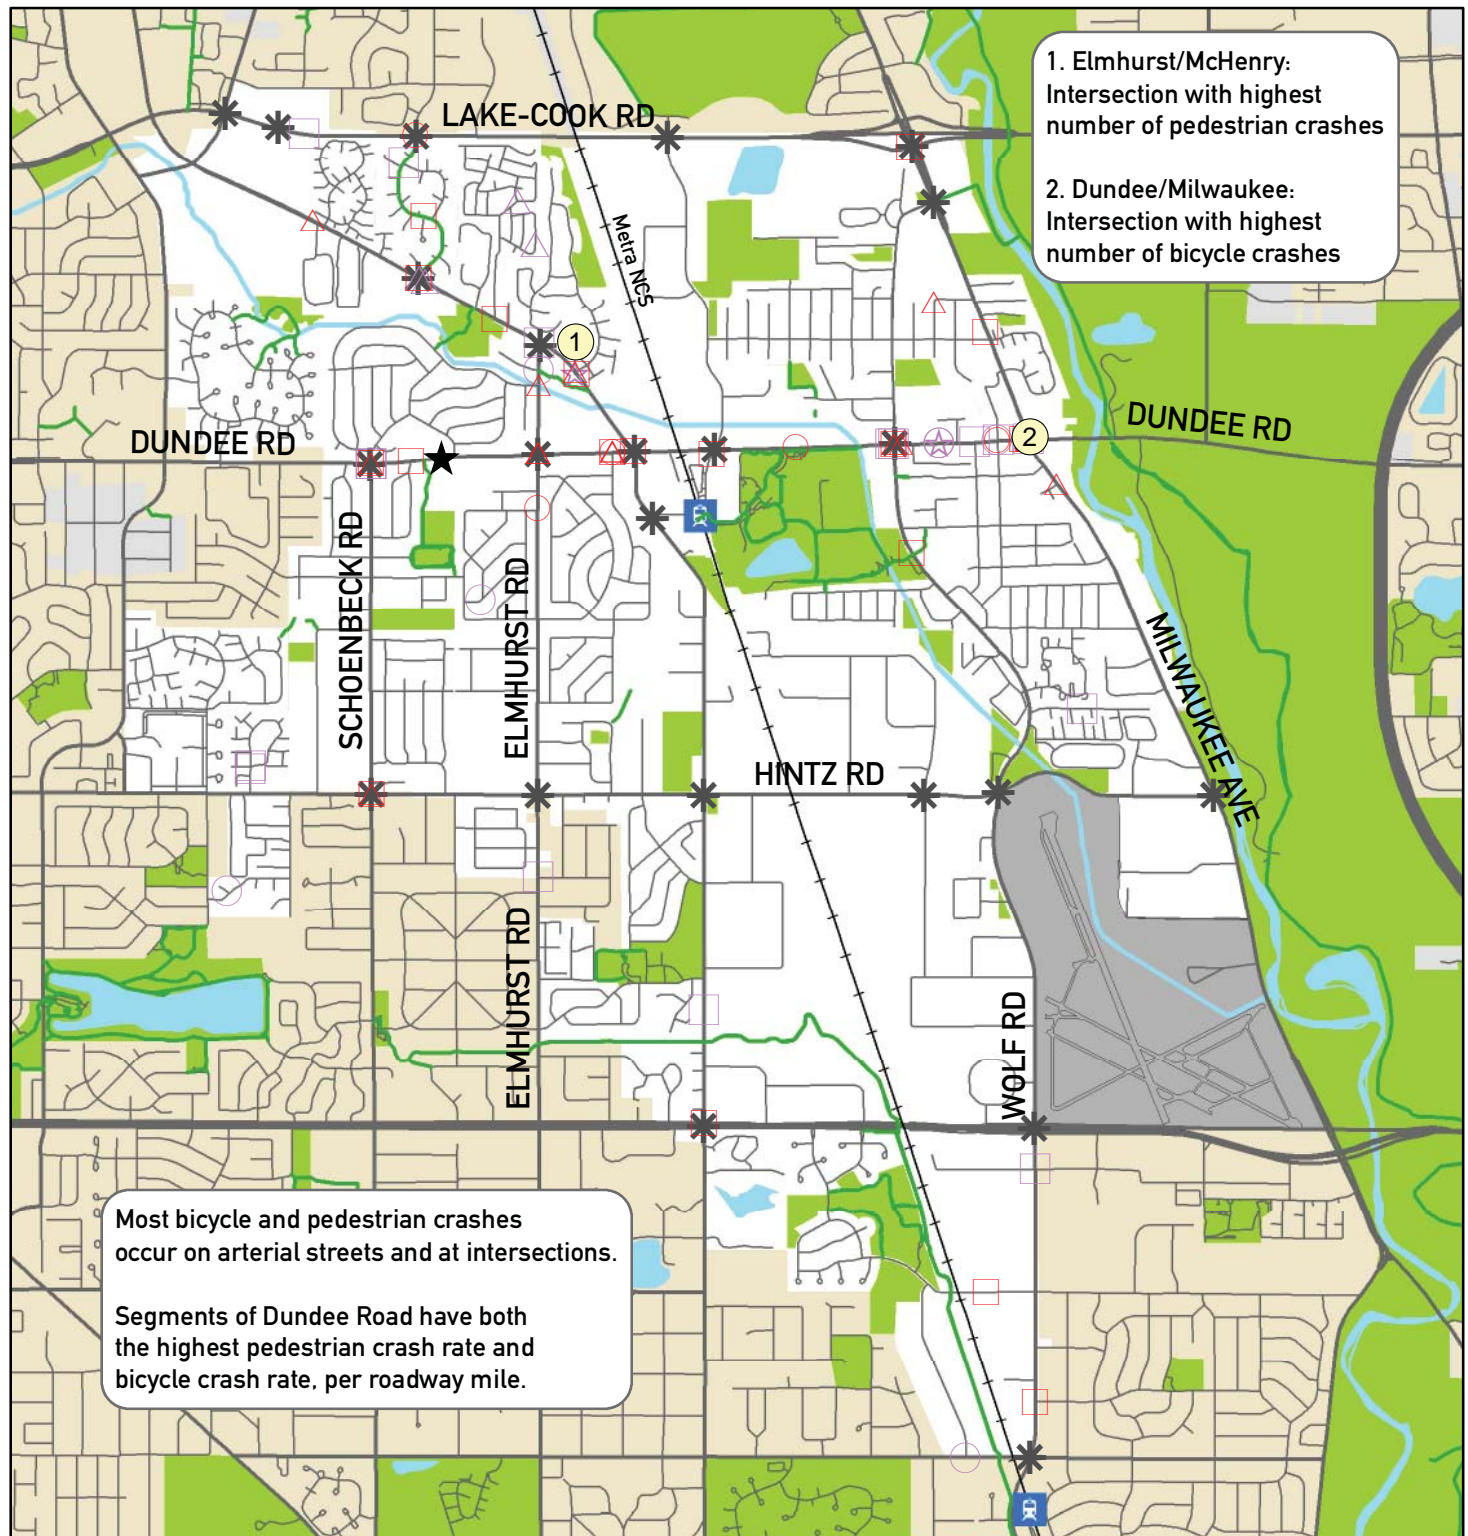 1. Elmhurst/McHenry:
Intersection with highest
number of pedestrian crashes
2. Dundee/Milwaukee:
Intersection with highest
number of bicycle crashes
LAKE-COOK RD
Metra NCS
1
DUNDEE RD
2
DUNDEE RD
SCHOENBECK RD
ELMHURST RD
MILWAUKEE AVE
HINTZ RD
ELMHURST RD
WOLF RD
Most bicycle and pedestrian crashes
occur on arterial streets and at intersections.
Segments of Dundee Road have both
the highest pedestrian crash rate and
bicycle crash rate, per roadway mile.